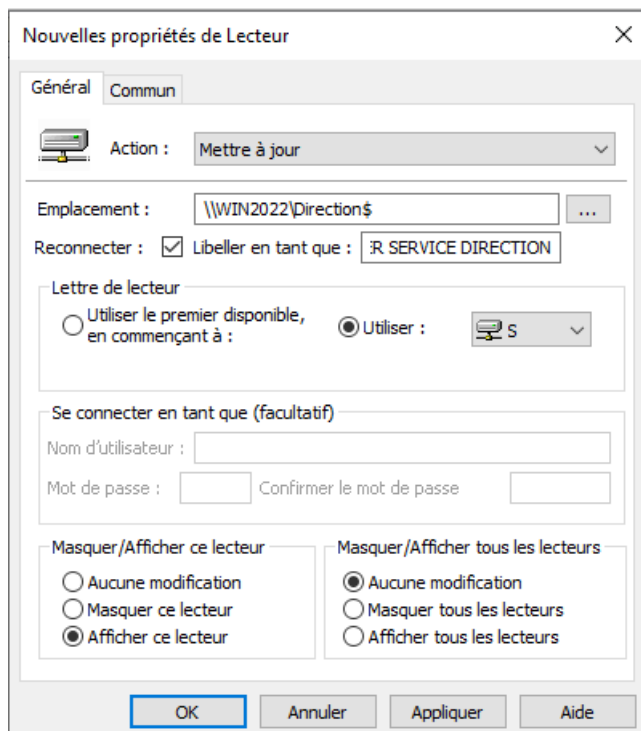 Nouvelles propriétés de Lecteur
Général
Commun
Action :
Mettre à jour
Emplacement :
\\WIN2022\Direction$
...
Reconnecter :
Libeller en tant que :
R SERVICE DIRECTION
Lettre de lecteur
Utiliser le premier disponible,
en commençant à :
Utiliser :
S
Se connecter en tant que (facultatif)
Nom d'utilisateur :
Mot de passe :
Confirmer le mot de passe
Masquer/Afficher ce lecteur
Aucune modification
Masquer ce lecteur
Afficher ce lecteur
Masquer/Afficher tous les lecteurs
Aucune modification
Masquer tous les lecteurs
Afficher tous les lecteurs
OK
Annuler
Appliquer
Aide